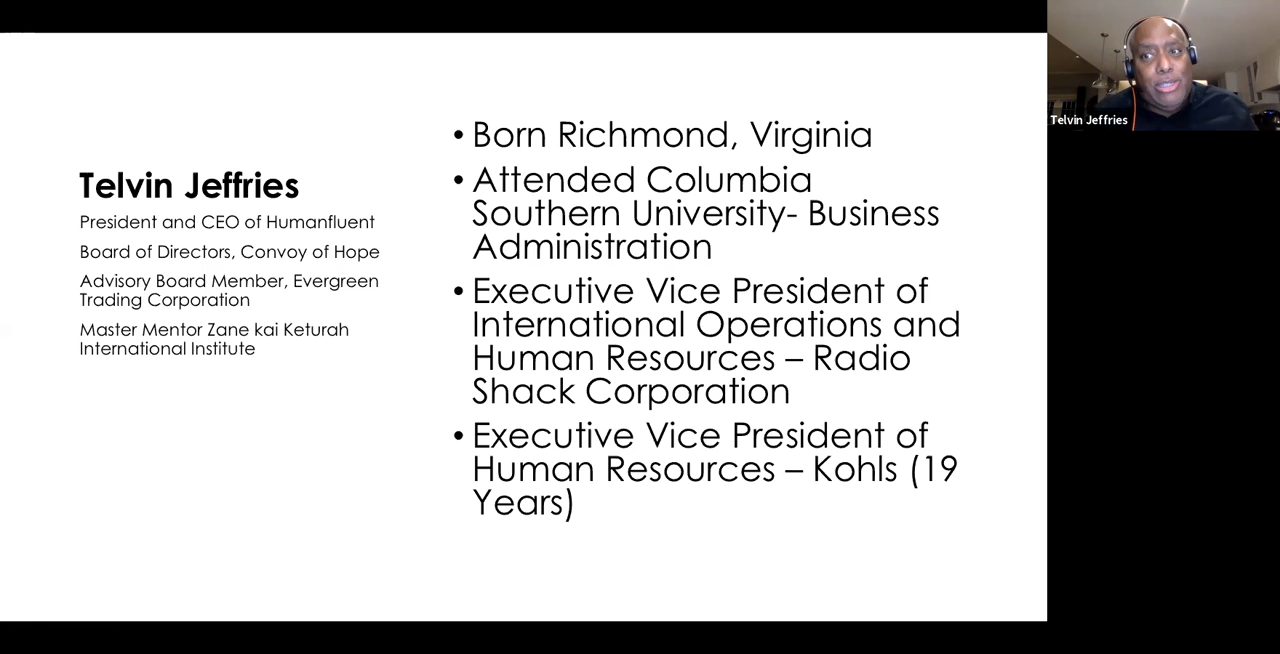 Telvin Jeffries
President and CEO of Humanfluent
Board of Directors, Convoy of Hope
Advisory Board Member, Evergreen
Trading Corporation
Master Mentor Zane kai Keturah
International Institute
• Born Richmond, Virginia
• Attended Columbia
Southern University- Business
Administration
• Executive Vice President of
International Operations and
Human Resources – Radio
Shack Corporation
• Executive Vice President of
Human Resources – Kohls (19
Years)
Telvin Jeffries